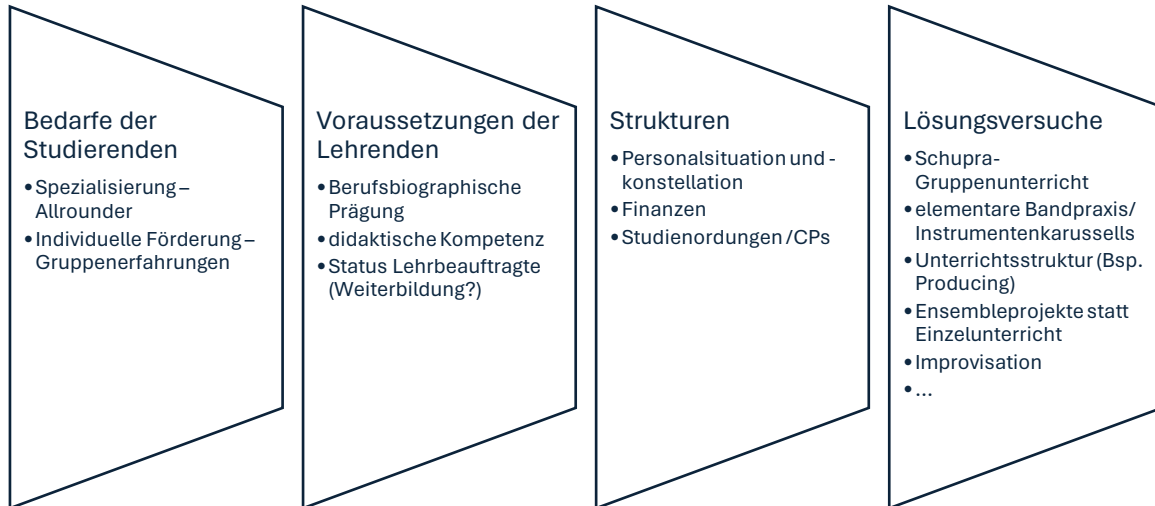 Bedarfe der
Studierenden
• Spezialisierung –
Allrounder
• Individuelle Förderung –
Gruppenerfahrungen
Voraussetzungen der
Lehrenden
• Berufsbiographische
Prägung
• didaktische Kompetenz
• Status Lehrbeauftragte
(Weiterbildung?)
Strukturen
• Personalsituation und -
konstellation
• Finanzen
• Studienordungen /CPs
Lösungsversuche
• Schupra-
Gruppenunterricht
• elementare Bandpraxis/
Instrumentenkarussells
• Unterrichtsstruktur (Bsp.
Producing)
• Ensembleprojekte statt
Einzelunterricht
• Improvisation
• ...